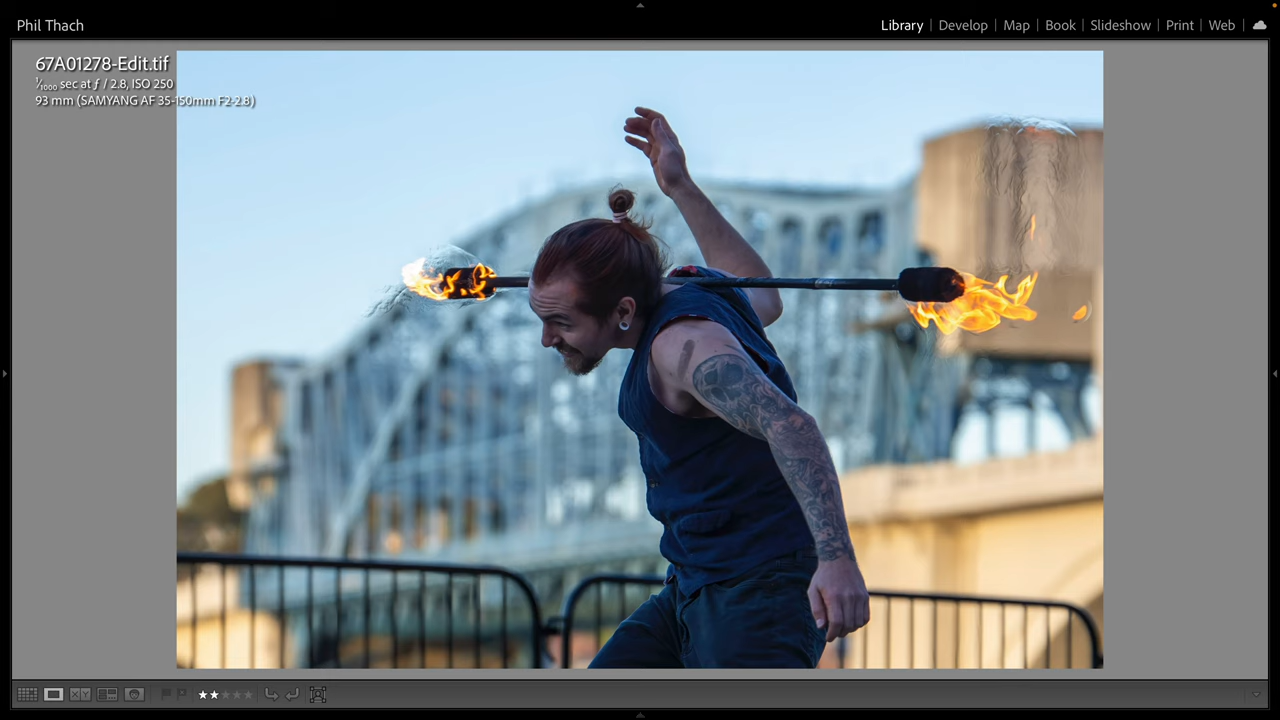 Phil Thach
Library | Develop | Map | Book | Slideshow | Print | Web
67A01278-Edit.tif
1/1000 sec at ƒ / 2.8, ISO 250
93 mm (SAMYANG AF 35-150mm F2-2.8)
XY